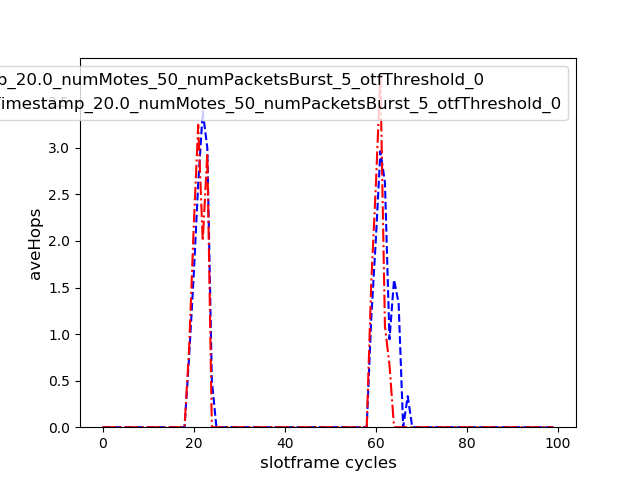 p_20.0_numMotes_50_numPacketsBurst_5_otfThreshold_0
Timestamp_20.0_numMotes_50_numPacketsBurst_5_otfThreshold_0
3.0
2.5
2.0
1.5
1.0
0.5
0.0
aveHops
0 20 40 60 80 100
slotframe cycles